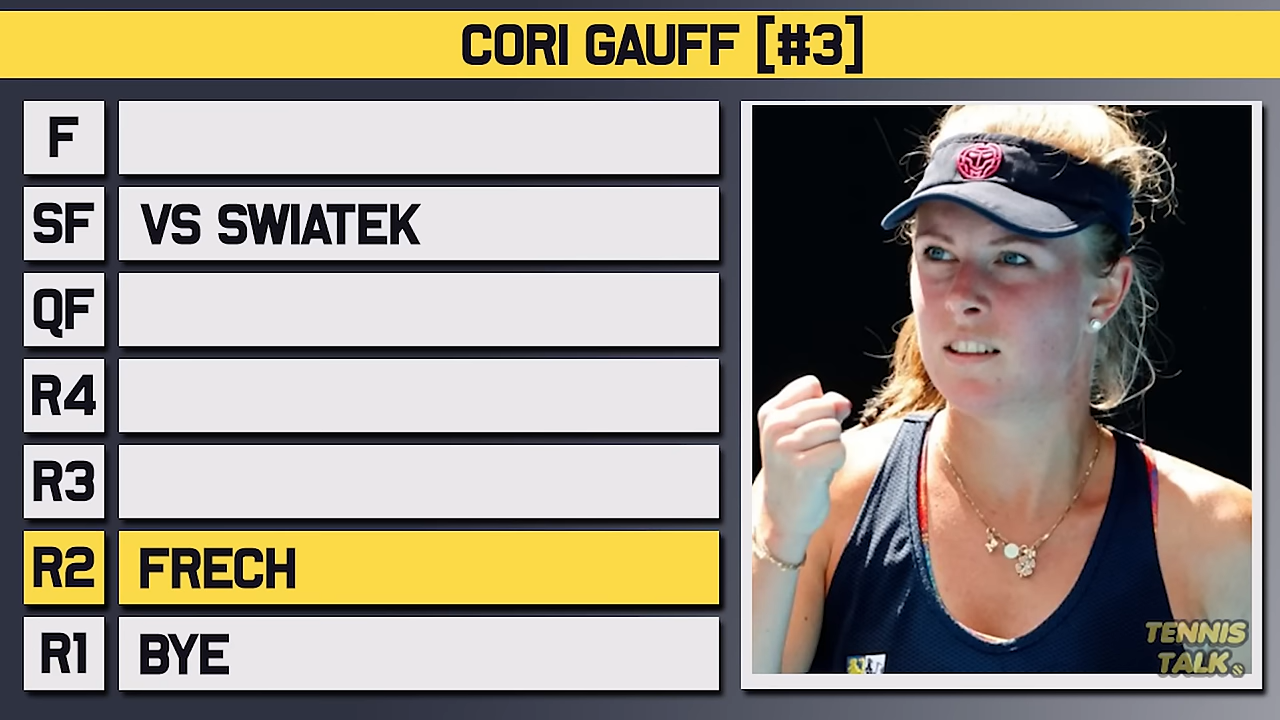 CORI GAUFF [#3]
F
SF VS SWIATEK
QF
R4
R3
R2 FRECH
R1 BYE
TENNIS
TALK